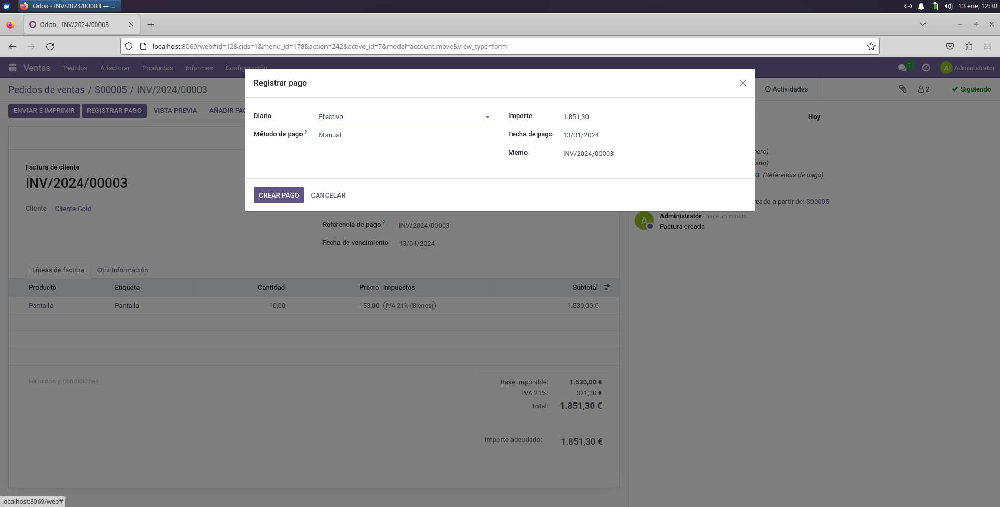 Odoo - INV/2024/00003 — ...
13 ene, 12:30
Odoo - INV/2024/00003
localhost:8069/web#id=12&cids=1&menu_id=178&action=242&active_id=7&model=account.move&view_type=form
Ventas Pedidos A facturar Productos Informes Configuración
1 A Administrator
Pedidos de ventas / S00005 / INV/2024/00003
Actividades 2 Siguiendo
ENVIAR E IMPRIMIR REGISTRAR PAGO VISTA PREVIA AÑADIR FAC
Registrar pago
Diario Efectivo
Importe 1.851,30
Método de pago ? Manual
Fecha de pago 13/01/2024
Memo INV/2024/00003
CREAR PAGO CANCELAR
Hoy
nero)
ado)
03 (Referencia de pago)
reado a partir de: S00005
A Administrator - hace un minuto
Factura creada
Factura de cliente
INV/2024/00003
Cliente Cliente Gold
Referencia de pago ? INV/2024/00003
Fecha de vencimiento 13/01/2024
Líneas de factura Otra Información
Producto Etiqueta Cantidad Precio Impuestos Subtotal
Pantalla Pantalla 10,00 153,00 IVA 21% (Bienes) 1.530,00 €
Términos y condiciones
Base imponible: 1.530,00 €
IVA 21%: 321,30 €
Total: 1.851,30 €
Importe adeudado: 1.851,30 €
localhost:8069/web#